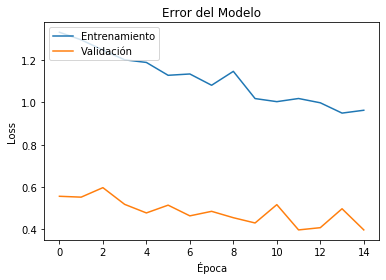 Error del Modelo
Entrenamiento
Validación
1.2
1.0
0.8
0.6
0.4
Loss
0 2 4 6 8 10 12 14
Época